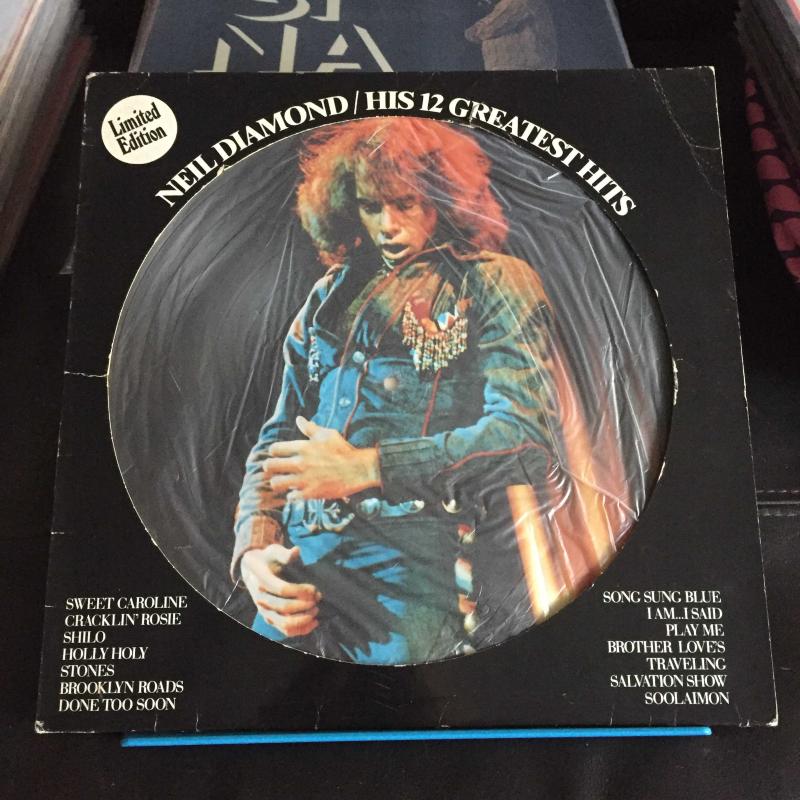 NA
Limited
Edition
NEIL DIAMOND / HIS 12 GREATEST HITS
SWEET CAROLINE
CRACKLIN' ROSIE
SHILO
HOLLY HOLY
STONES
BROOKLYN ROADS
DONE TOO SOON
SONG SUNG BLUE
I AM...I SAID
PLAY ME
BROTHER LOVE'S
TRAVELING
SALVATION SHOW
SOOLAIMON